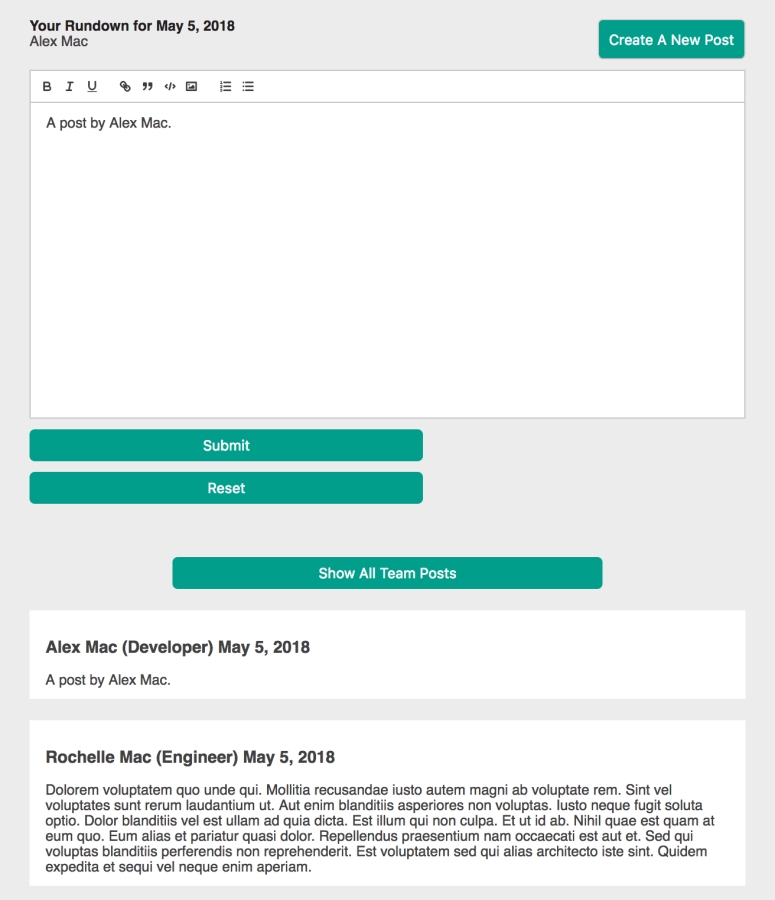 Your Rundown for May 5, 2018
Alex Mac
Create A New Post
B I U
A post by Alex Mac.
Submit
Reset
Show All Team Posts
Alex Mac (Developer) May 5, 2018
A post by Alex Mac.
Rochelle Mac (Engineer) May 5, 2018
Dolorem voluptatem quo unde qui. Mollitia recusandae iusto autem magni ab voluptate rem. Sint vel
voluptates sunt rerum laudantium ut. Aut enim blanditiis asperiores non voluptas. Iusto neque fugit soluta
optio. Dolor blanditiis vel est ullam ad quia dicta. Est illum qui non culpa. Et ut id ab. Nihil quae est quam at
eum quo. Eum alias et pariatur quasi dolor. Repellendus praesentium nam occaecati est aut et. Sed qui
voluptas blanditiis perferendis non reprehenderit. Est voluptatem sed qui alias architecto iste sint. Quidem
expedita et sequi vel neque enim aperiam.